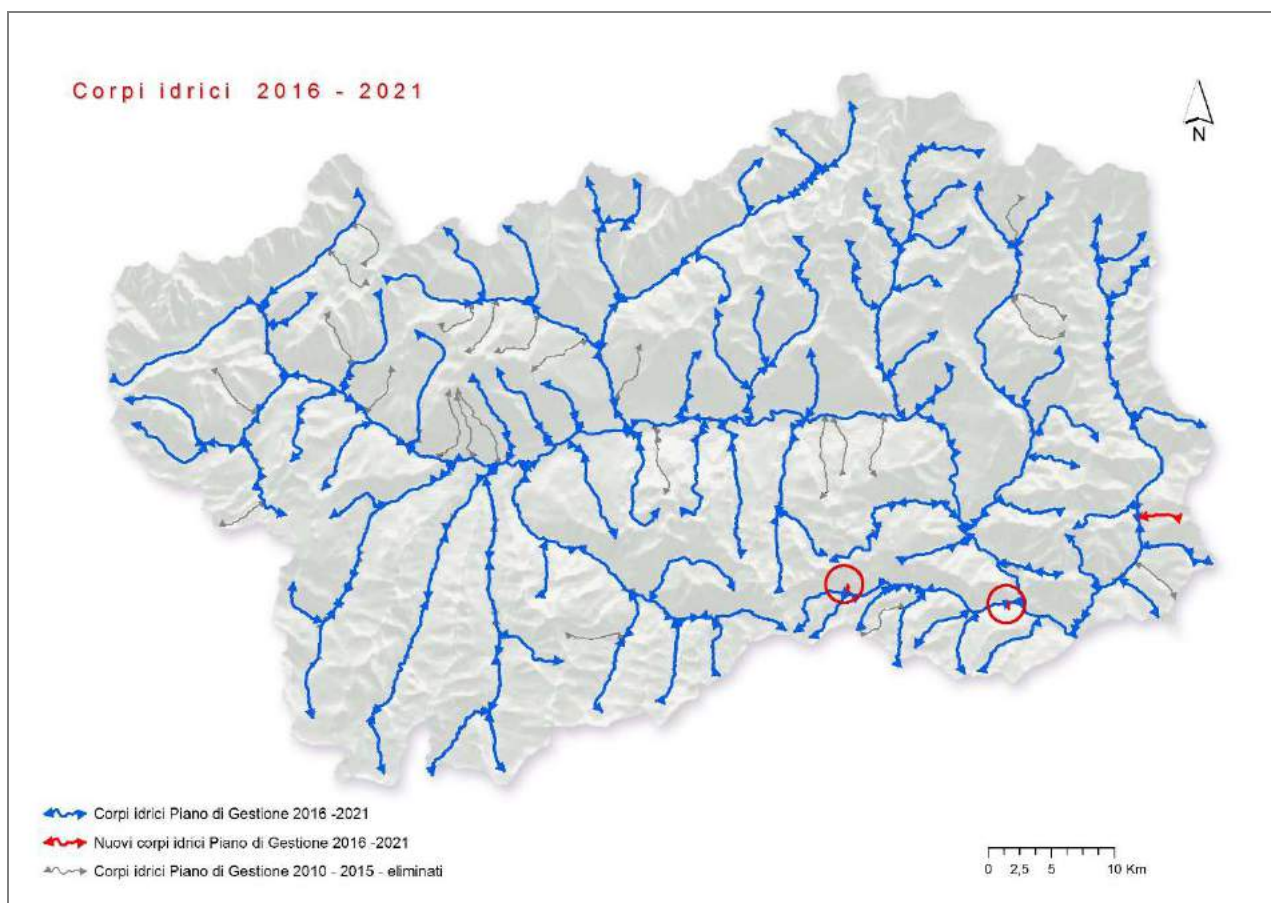 Corpi idrici 2016 - 2021
N
Corpi idrici Piano di Gestione 2016 -2021
Nuovi corpi idrici Piano di Gestione 2016 -2021
Corpi idrici Piano di Gestione 2010 - 2015 - eliminati
0 2,5 5 10 Km